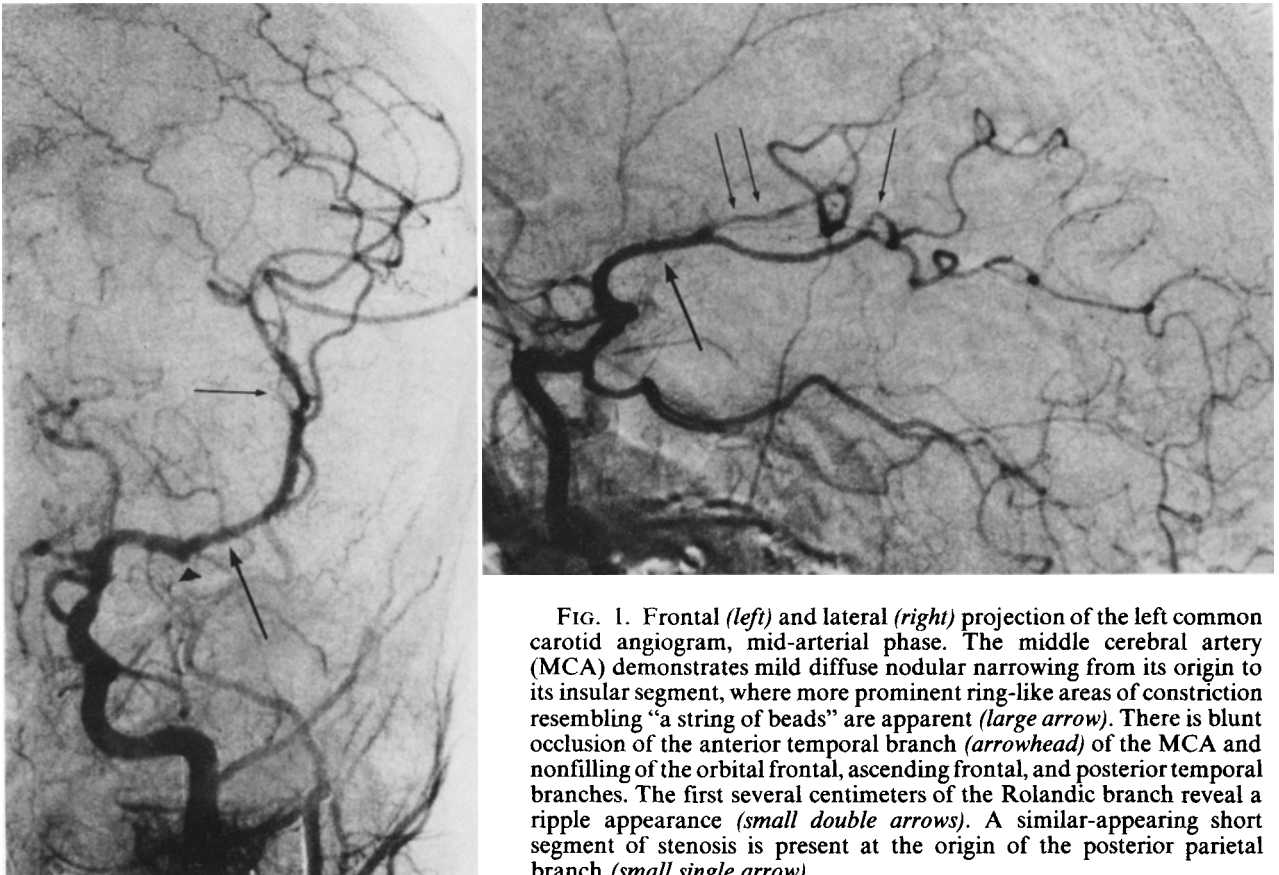 FIG. 1. Frontal (left) and lateral (right) projection of the left common
carotid angiogram, mid-arterial phase. The middle cerebral artery
(MCA) demonstrates mild diffuse nodular narrowing from its origin to
its insular segment, where more prominent ring-like areas of constriction
resembling “a string of beads” are apparent (large arrow). There is blunt
occlusion of the anterior temporal branch (arrowhead) of the MCA and
nonfilling of the orbital frontal, ascending frontal, and posterior temporal
branches. The first several centimeters of the Rolandic branch reveal a
ripple appearance (small double arrows). A similar-appearing short
segment of stenosis is present at the origin of the posterior parietal
branch (small single arrow)